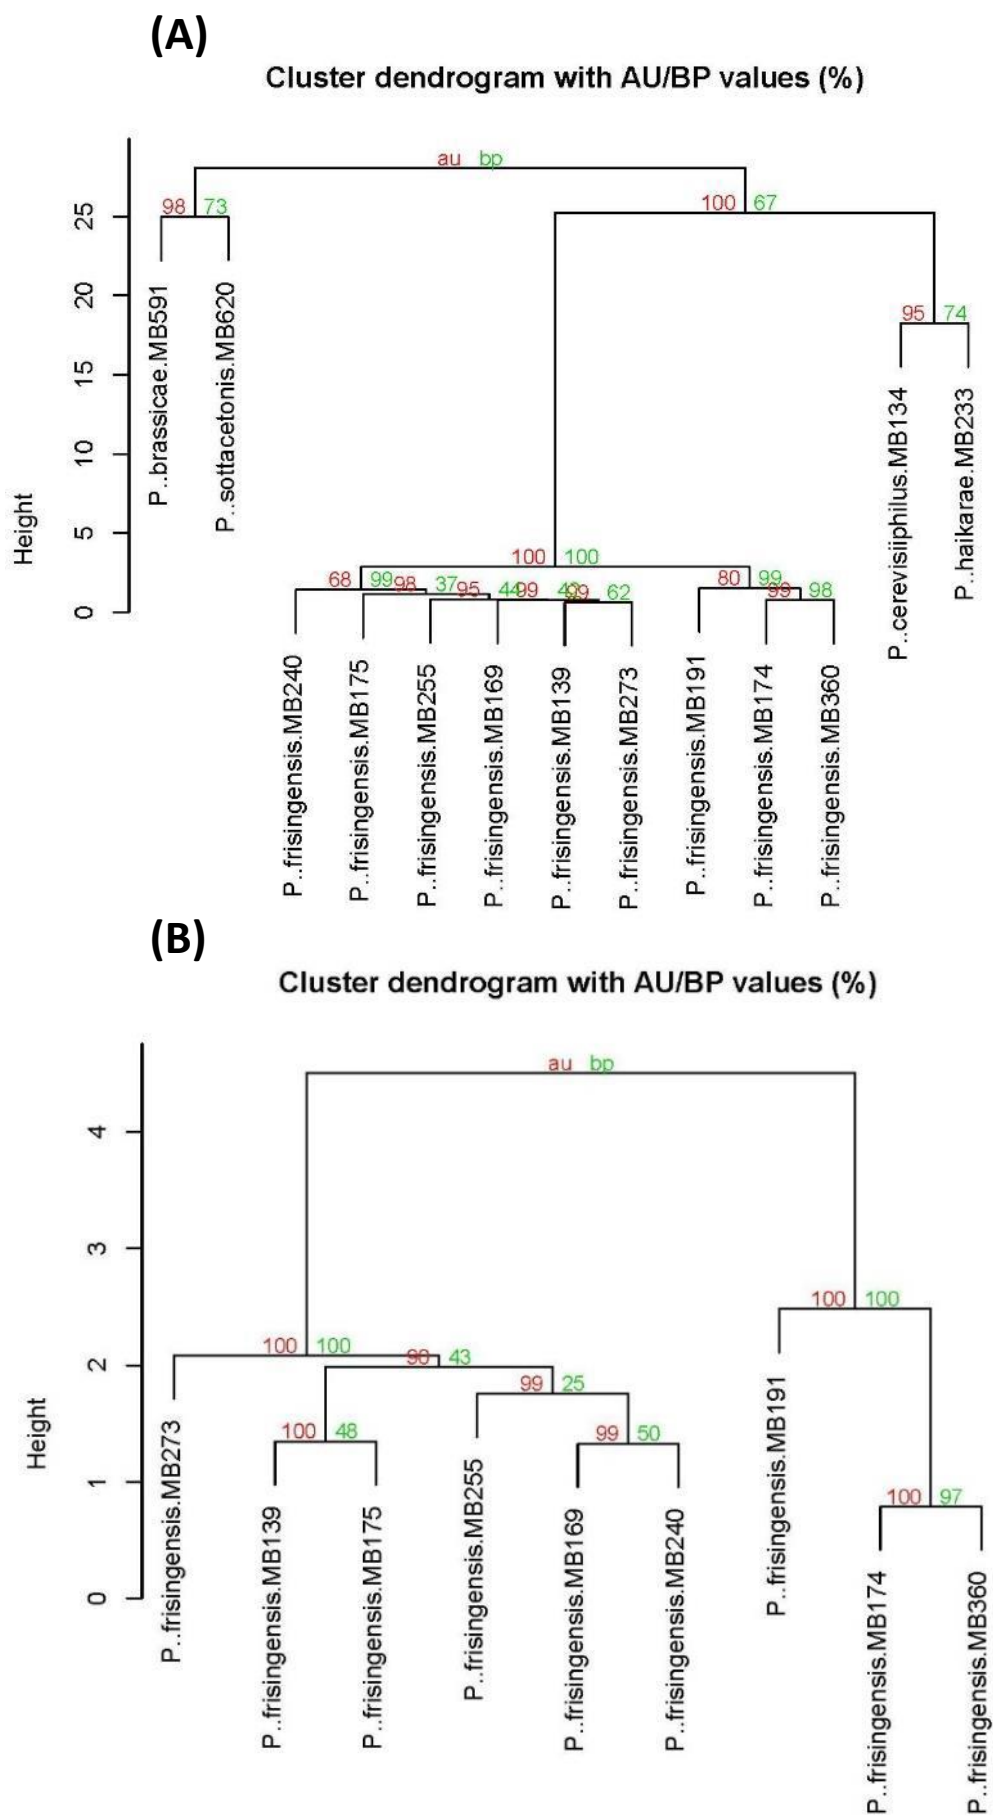 (A)
Cluster dendrogram with AU/BP values (%)
au bp
98 73
100 67
25
20
95 74
15
10
5
100 100
68 99 98 37 95 44 99 99 62
80 99 99 98
0
Height
P..brassicae.MB591
P..sottacetonis.MB620
P..frisingensis.MB240
P..frisingensis.MB175
P..frisingensis.MB255
P..frisingensis.MB169
P..frisingensis.MB139
P..frisingensis.MB273
P..frisingensis.MB191
P..frisingensis.MB174
P..frisingensis.MB360
P..cerevisiiphilus.MB134
P..haikarae.MB233
(B)
Cluster dendrogram with AU/BP values (%)
au bp
4
3
100 100
100 100
2
90 43
99 25
100 48
99 50
1
100 97
0
Height
P..frisingensis.MB273
P..frisingensis.MB139
P..frisingensis.MB175
P..frisingensis.MB255
P..frisingensis.MB169
P..frisingensis.MB240
P..frisingensis.MB191
P..frisingensis.MB174
P..frisingensis.MB360